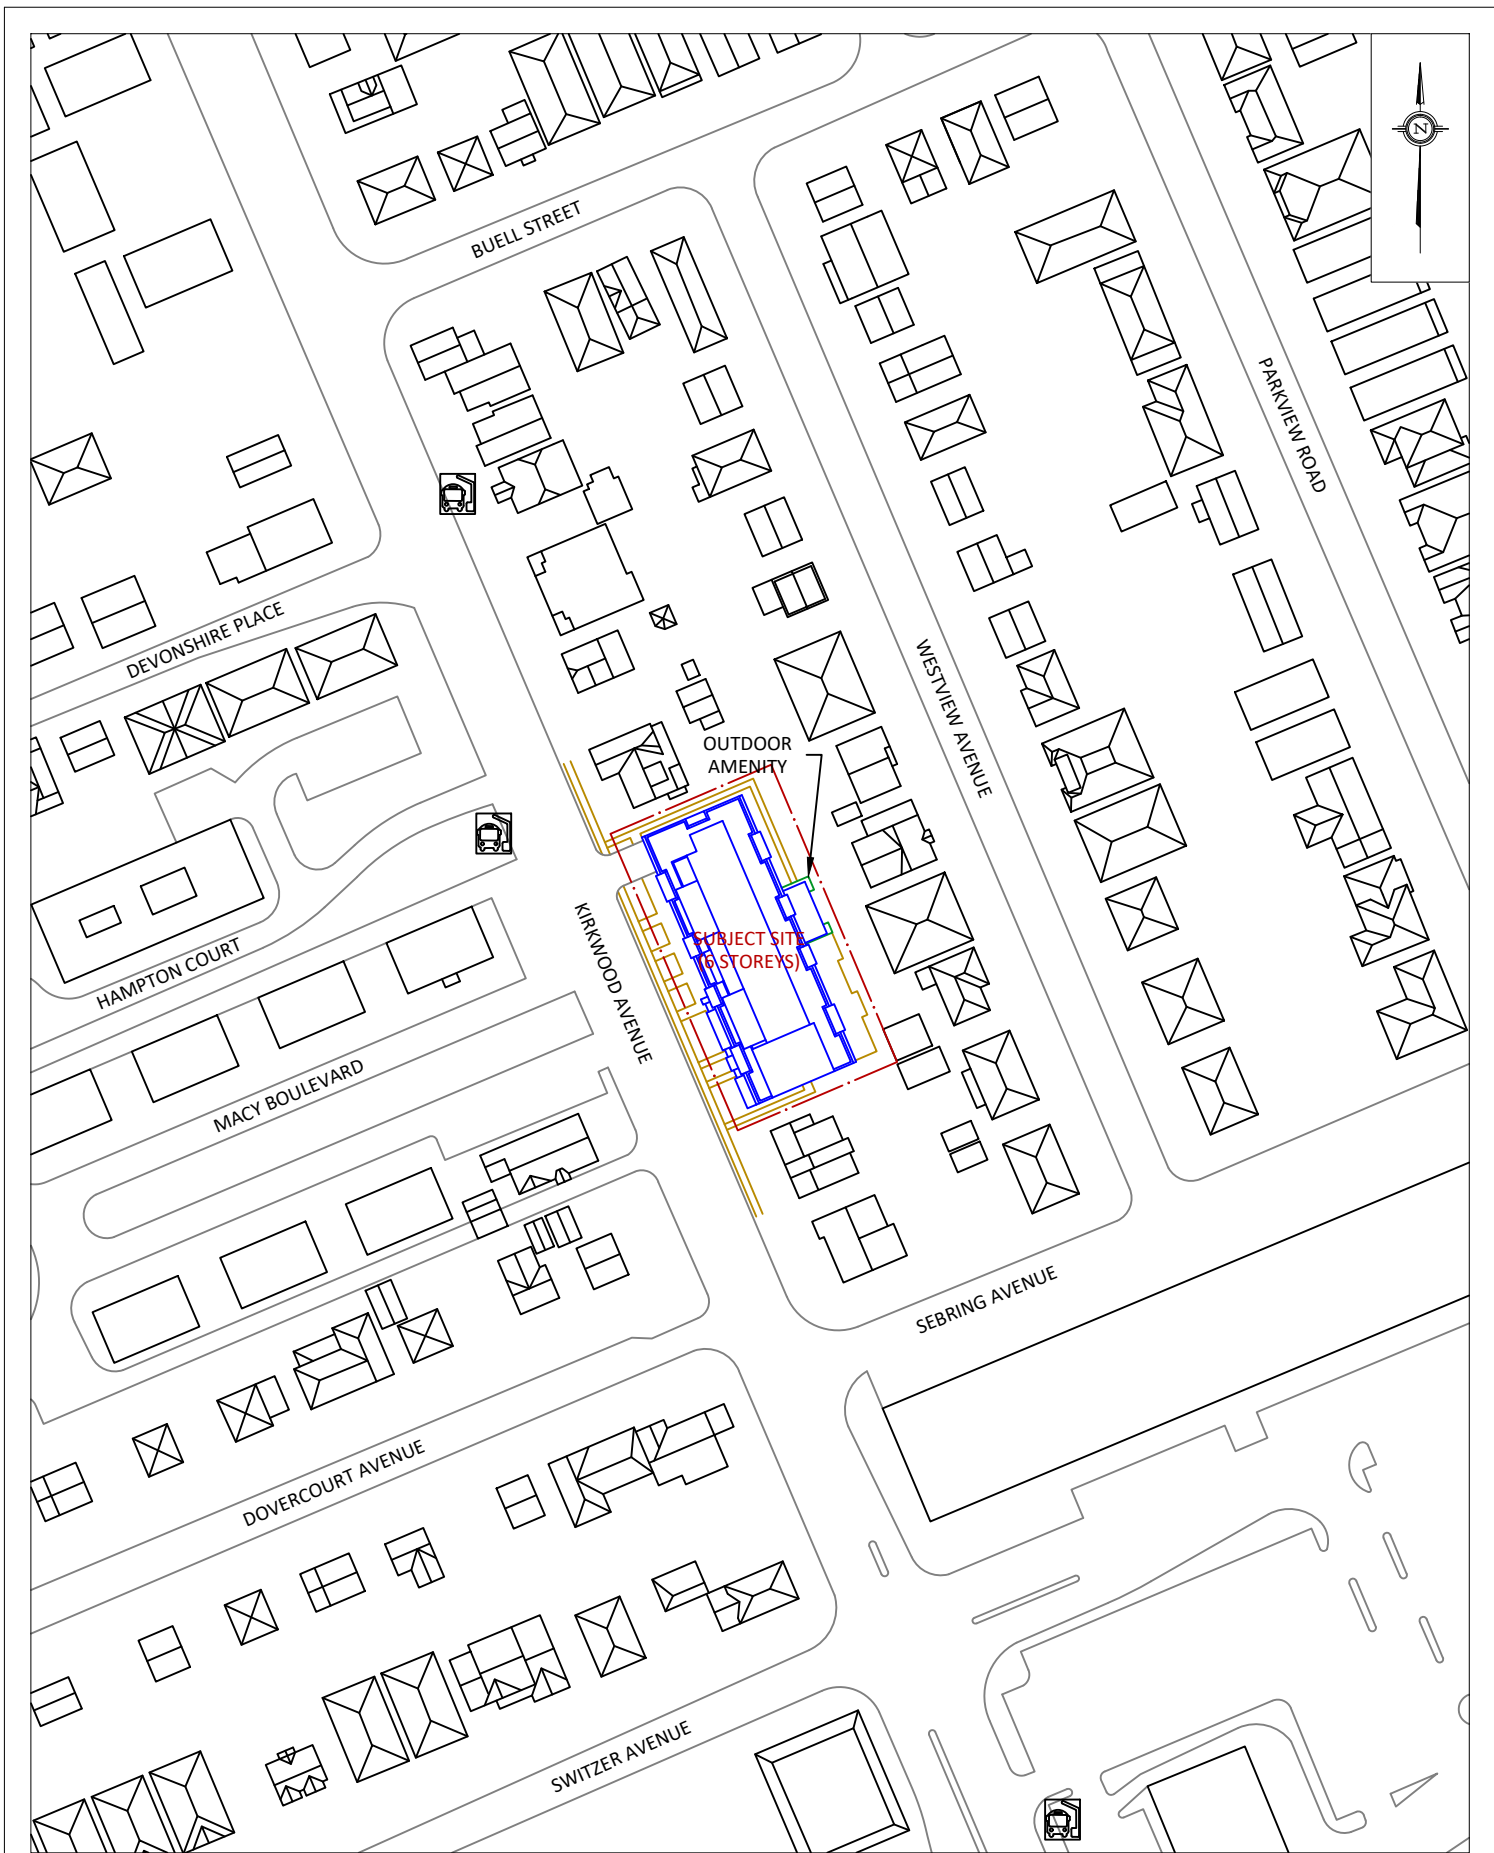 N
BUELL STREET
PARKVIEW ROAD
DEVONSHIRE PLACE
WESTVIEW AVENUE
OUTDOOR
AMENITY
KIRKWOOD AVENUE
SUBJECT SITE
(6 STOREYS)
HAMPTON COURT
MACY BOULEVARD
SEBRING AVENUE
DOVERCOURT AVENUE
SWITZER AVENUE